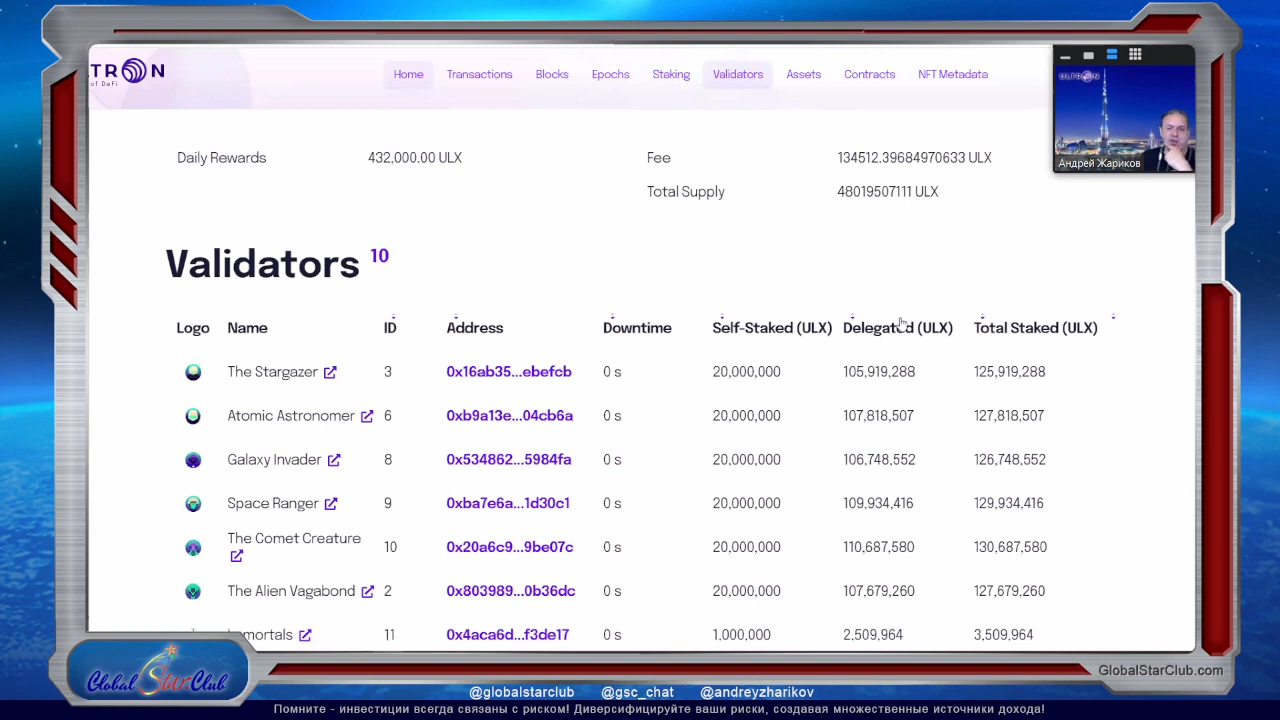 TRON
of DeFi
Home Transactions Blocks Epochs Staking Validators Assets Contracts NFT Metadata
ULTRON
Андрей Жариков
Daily Rewards 432,000.00 ULX Fee 134512.39684970633 ULX
Total Supply 48019507111 ULX
Validators 10
Logo Name ID Address Downtime Self-Staked (ULX) Delegated (ULX) Total Staked (ULX)
The Stargazer 3 0x16ab35...ebefcb 0 s 20,000,000 105,919,288 125,919,288
Atomic Astronomer 6 0xb9a13e...04cb6a 0 s 20,000,000 107,818,507 127,818,507
Galaxy Invader 8 0x534862...5984fa 0 s 20,000,000 106,748,552 126,748,552
Space Ranger 9 0xba7e6a...1d30c1 0 s 20,000,000 109,934,416 129,934,416
The Comet Creature 10 0x20a6c9...9be07c 0 s 20,000,000 110,687,580 130,687,580
The Alien Vagabond 2 0x803989...0b36dc 0 s 20,000,000 107,679,260 127,679,260
Immortals 11 0x4aca6d...f3de17 0 s 1,000,000 2,509,964 3,509,964
Global Star Club
GlobalStarClub.com
@globalstarclub @gsc_chat @andreyzharikov
Помните - инвестиции всегда связаны с риском! Диверсифицируйте ваши риски, создавая множественные источники дохода!